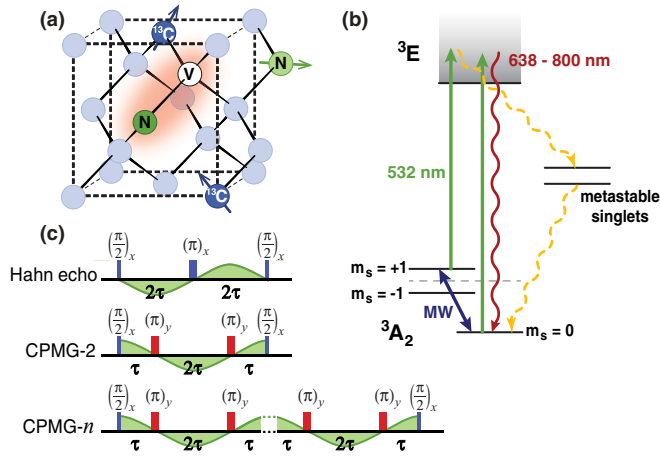 (a)
¹³C
V
N
N
¹³C
(b)
³E
638 - 800 nm
532 nm
metastable
singlets
mₛ = +1
mₛ = -1
MW
³A₂
mₛ = 0
(c)
(π/2)ₓ (π)ₓ (π/2)ₓ
Hahn echo
2τ 2τ
(π/2)ₓ (π)ᵧ (π)ᵧ (π/2)ₓ
CPMG-2
τ 2τ τ
(π/2)ₓ (π)ᵧ (π)ᵧ (π)ᵧ (π)ᵧ (π/2)ₓ
CPMG-n
τ 2τ τ τ 2τ τ